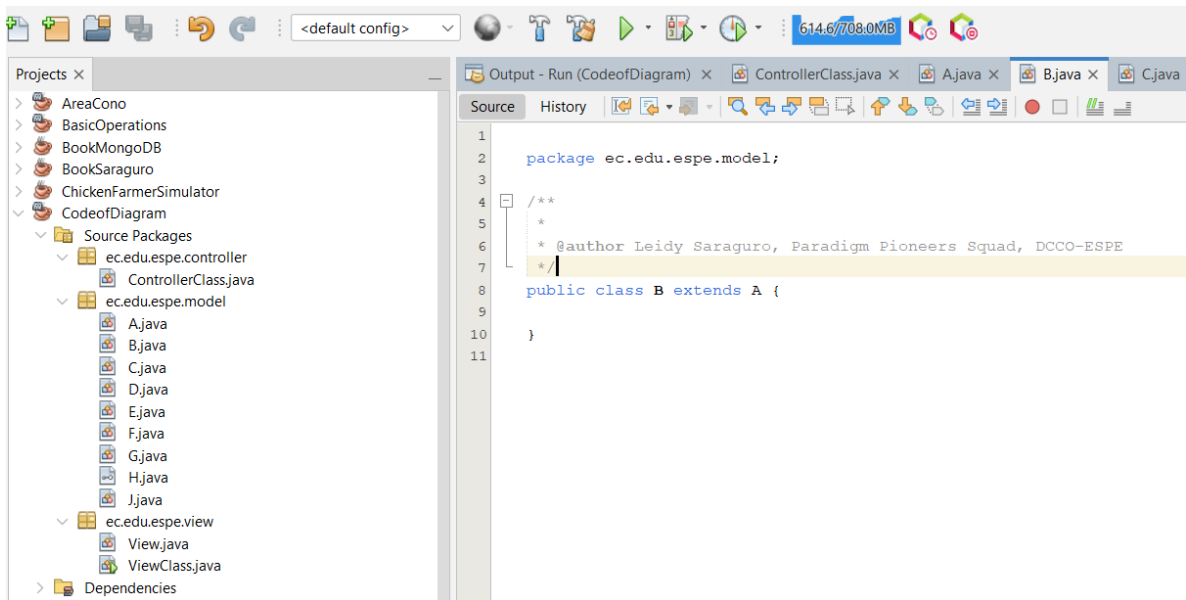 <default config>
614.6/708.0MB
Projects
AreaCono
BasicOperations
BookMongoDB
BookSaraguro
ChickenFarmerSimulator
CodeofDiagram
Source Packages
ec.edu.espe.controller
ControllerClass.java
ec.edu.espe.model
A.java
B.java
C.java
D.java
E.java
F.java
G.java
H.java
J.java
ec.edu.espe.view
View.java
ViewClass.java
Dependencies
Output - Run (CodeofDiagram) ControllerClass.java A.java B.java C.java
Source History
1
2 package ec.edu.espe.model;
3
4 /**
5 *
6 * @author Leidy Saraguro, Paradigm Pioneers Squad, DCCO-ESPE
7 */
8 public class B extends A {
9
10 }
11